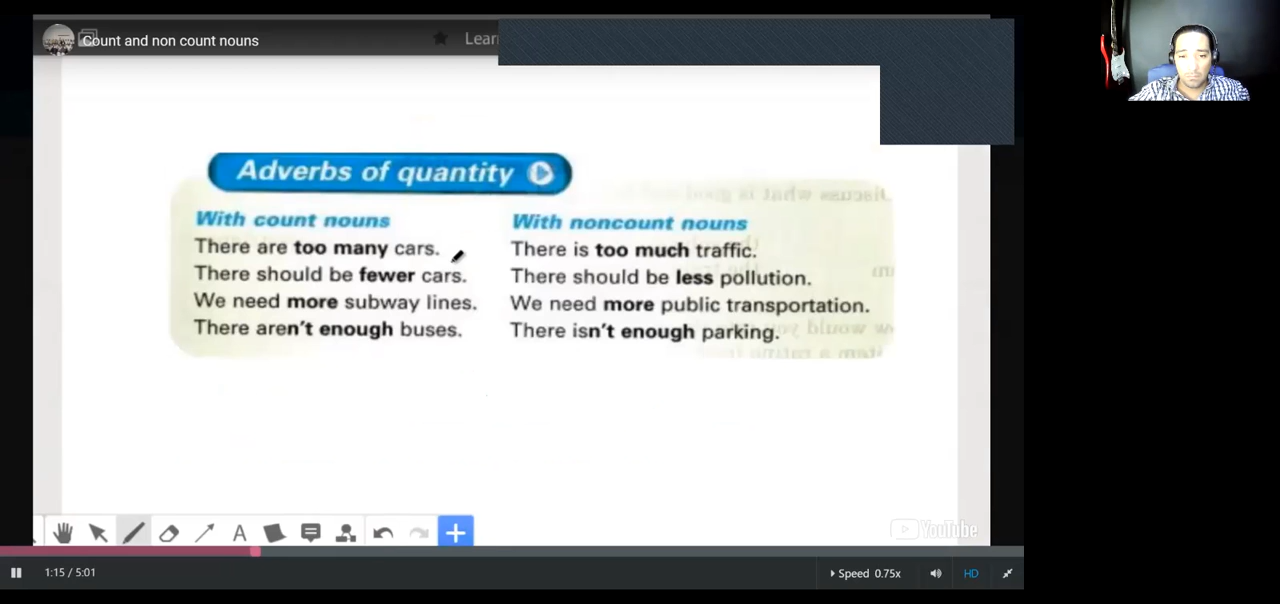 Count and non count nouns
Lear
Adverbs of quantity
With count nouns
There are too many cars.
There should be fewer cars.
We need more subway lines.
There aren't enough buses.
With noncount nouns
There is too much traffic.
There should be less pollution.
We need more public transportation.
There isn't enough parking.
A
YouTube
1:15 / 5:01
Speed 0.75x
HD